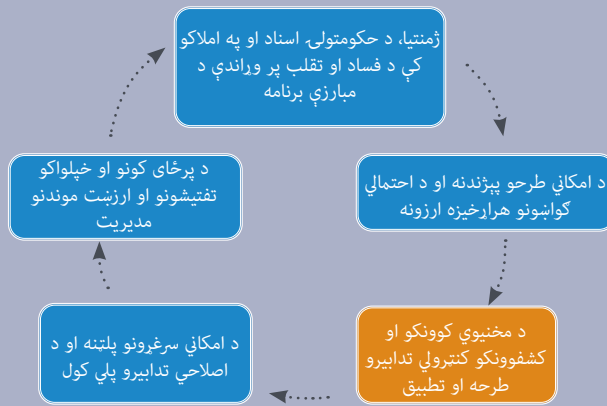 ژمنتیا، د حکومتولۍ اسناد او په املاکو
کې د فساد او تقلب پر وړاندې د
مبارزې برنامه
د امکاني طرحو پېژندنه او د احتمالي
ګواښونو هراړخیزه ارزونه
د مخنیوي کوونکو او
کشفوونکو کنټرولي تدابیرو
طرحه او تطبیق
د امکاني سرغړونو پلټنه او د
اصلاحي تدابیرو پلي کول
د پرځای کونو او خپلواکو
تفتیشونو او ارزښت موندنو
مدیریت